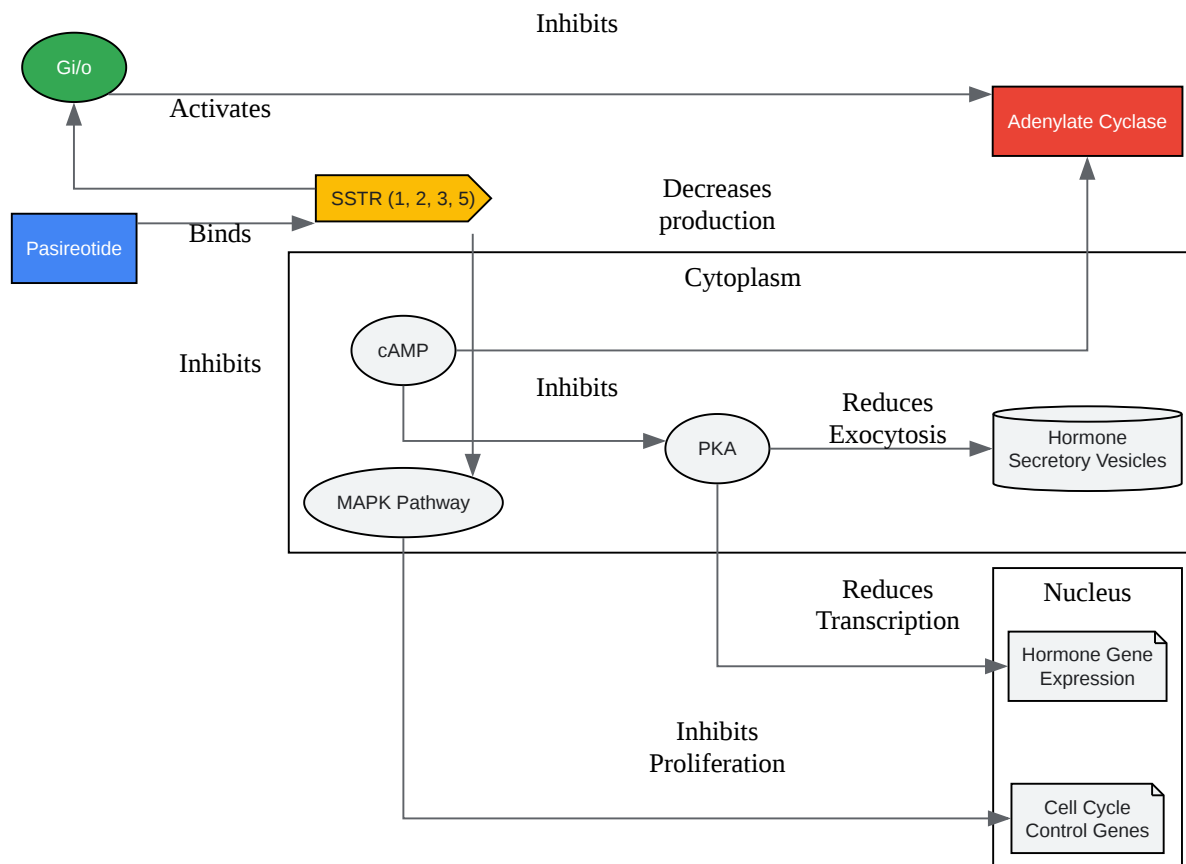 Inhibits
Gi/o
Activates
Adenylate Cyclase
SSTR (1, 2, 3, 5)
Decreases
production
Pasireotide
Binds
Cytoplasm
cAMP
Inhibits
Inhibits
Reduces
Exocytosis
PKA
Hormone
Secretory Vesicles
MAPK Pathway
Reduces
Transcription
Nucleus
Hormone Gene
Expression
Inhibits
Proliferation
Cell Cycle
Control Genes